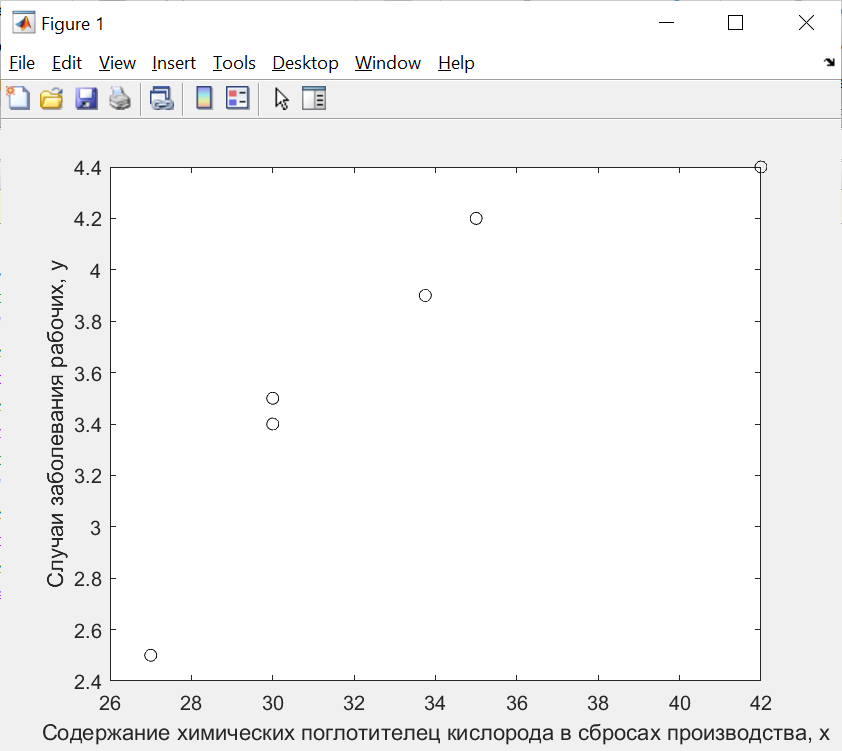 Figure 1
File Edit View Insert Tools Desktop Window Help
4.4
4.2
4
3.8
3.6
3.4
3.2
3
2.8
2.6
2.4
Случаи заболевания рабочих, y
26 28 30 32 34 36 38 40 42
Содержание химических поглотителец кислорода в сбросах производства, x